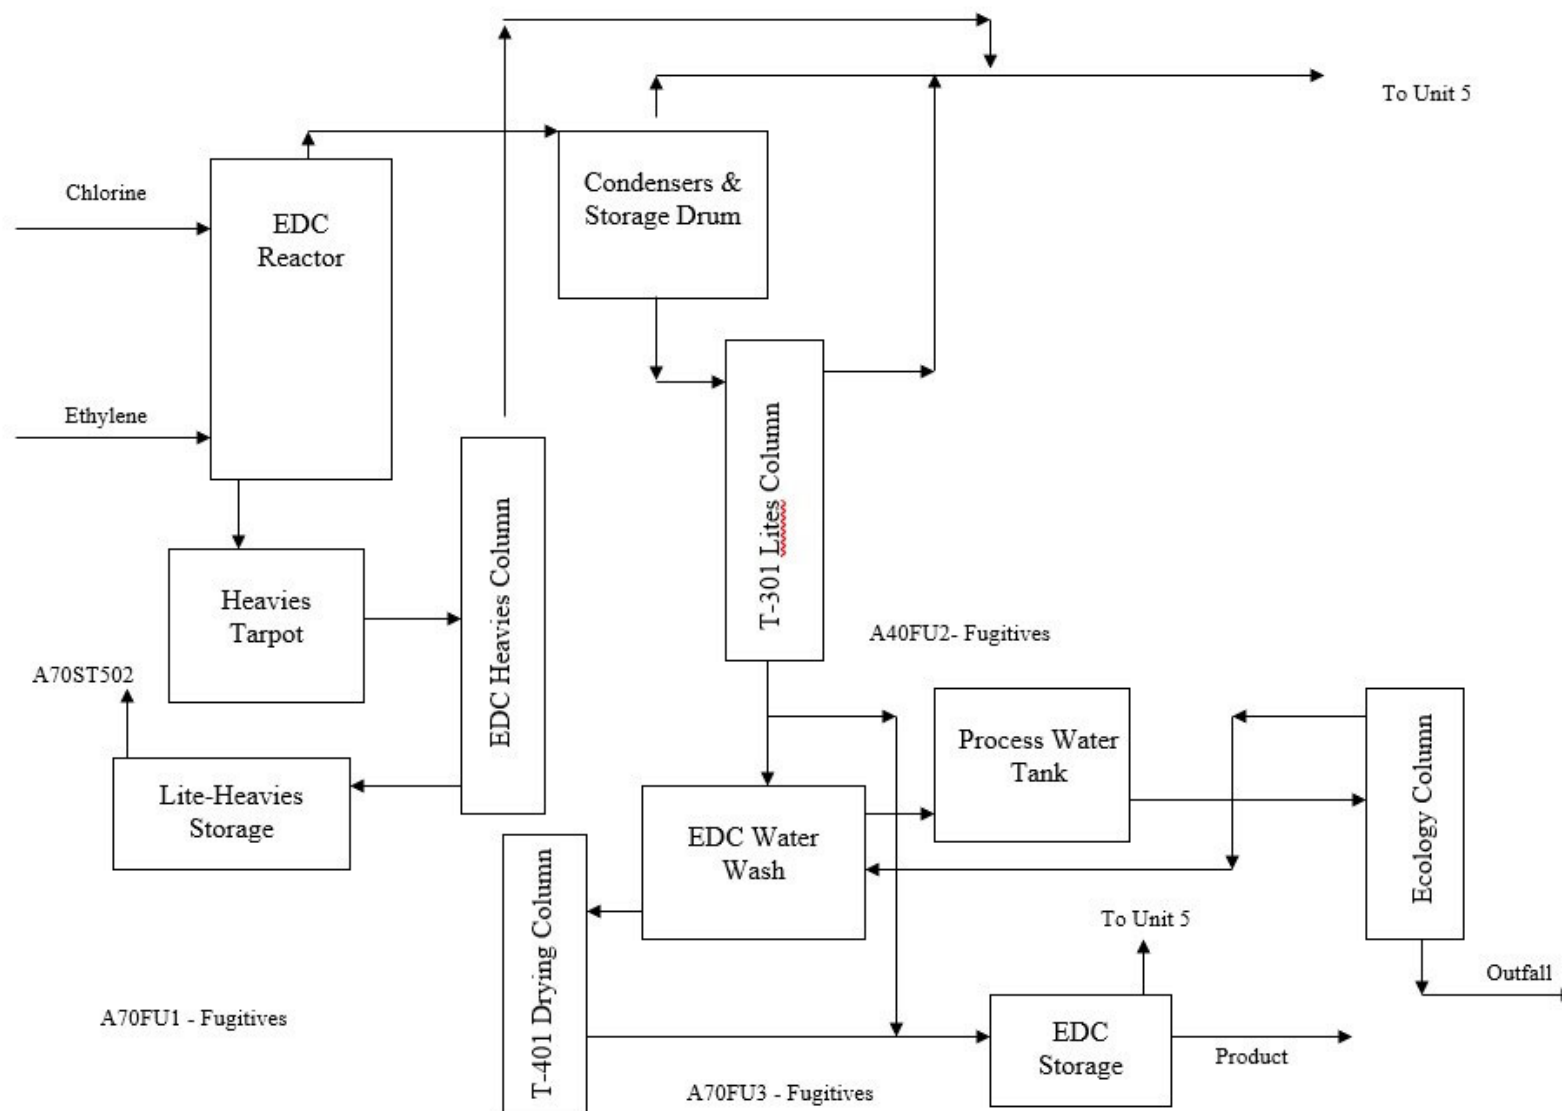 To Unit 5
Chlorine
EDC
Reactor
Condensers &
Storage Drum
Ethylene
EDC Heavies Column
T-301 Lites Column
Heavies
Tarpot
A40FU2- Fugitives
A70ST502
Lite-Heavies
Storage
Process Water
Tank
Ecology Column
EDC Water
Wash
T-401 Drying Column
To Unit 5
Outfall
A70FU1 - Fugitives
EDC
Storage
Product
A70FU3 - Fugitives